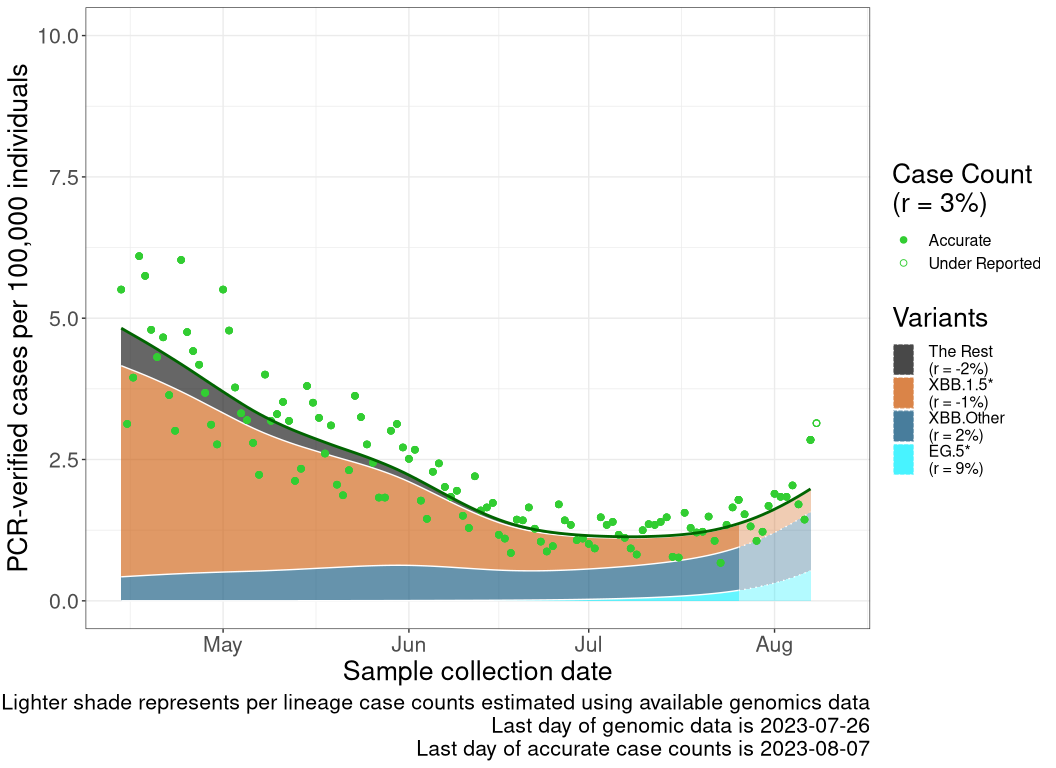 PCR-verified cases per 100,000 individuals
10.0
7.5
5.0
2.5
0.0
May
Jun
Jul
Aug
Sample collection date
Case Count
(r = 3%)
Accurate
Under Reported
Variants
The Rest
(r = -2%)
XBB.1.5*
(r = -1%)
XBB.Other
(r = 2%)
EG.5*
(r = 9%)
Lighter shade represents per lineage case counts estimated using available genomics data
Last day of genomic data is 2023-07-26
Last day of accurate case counts is 2023-08-07